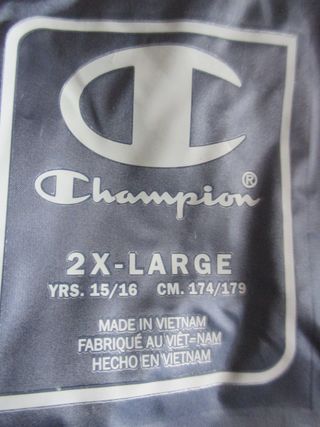 Champion®
2X-LARGE
YRS. 15/16 CM. 174/179
MADE IN VIETNAM
FABRIQUÉ AU VIÊT-NAM
HECHO EN VIETNAM